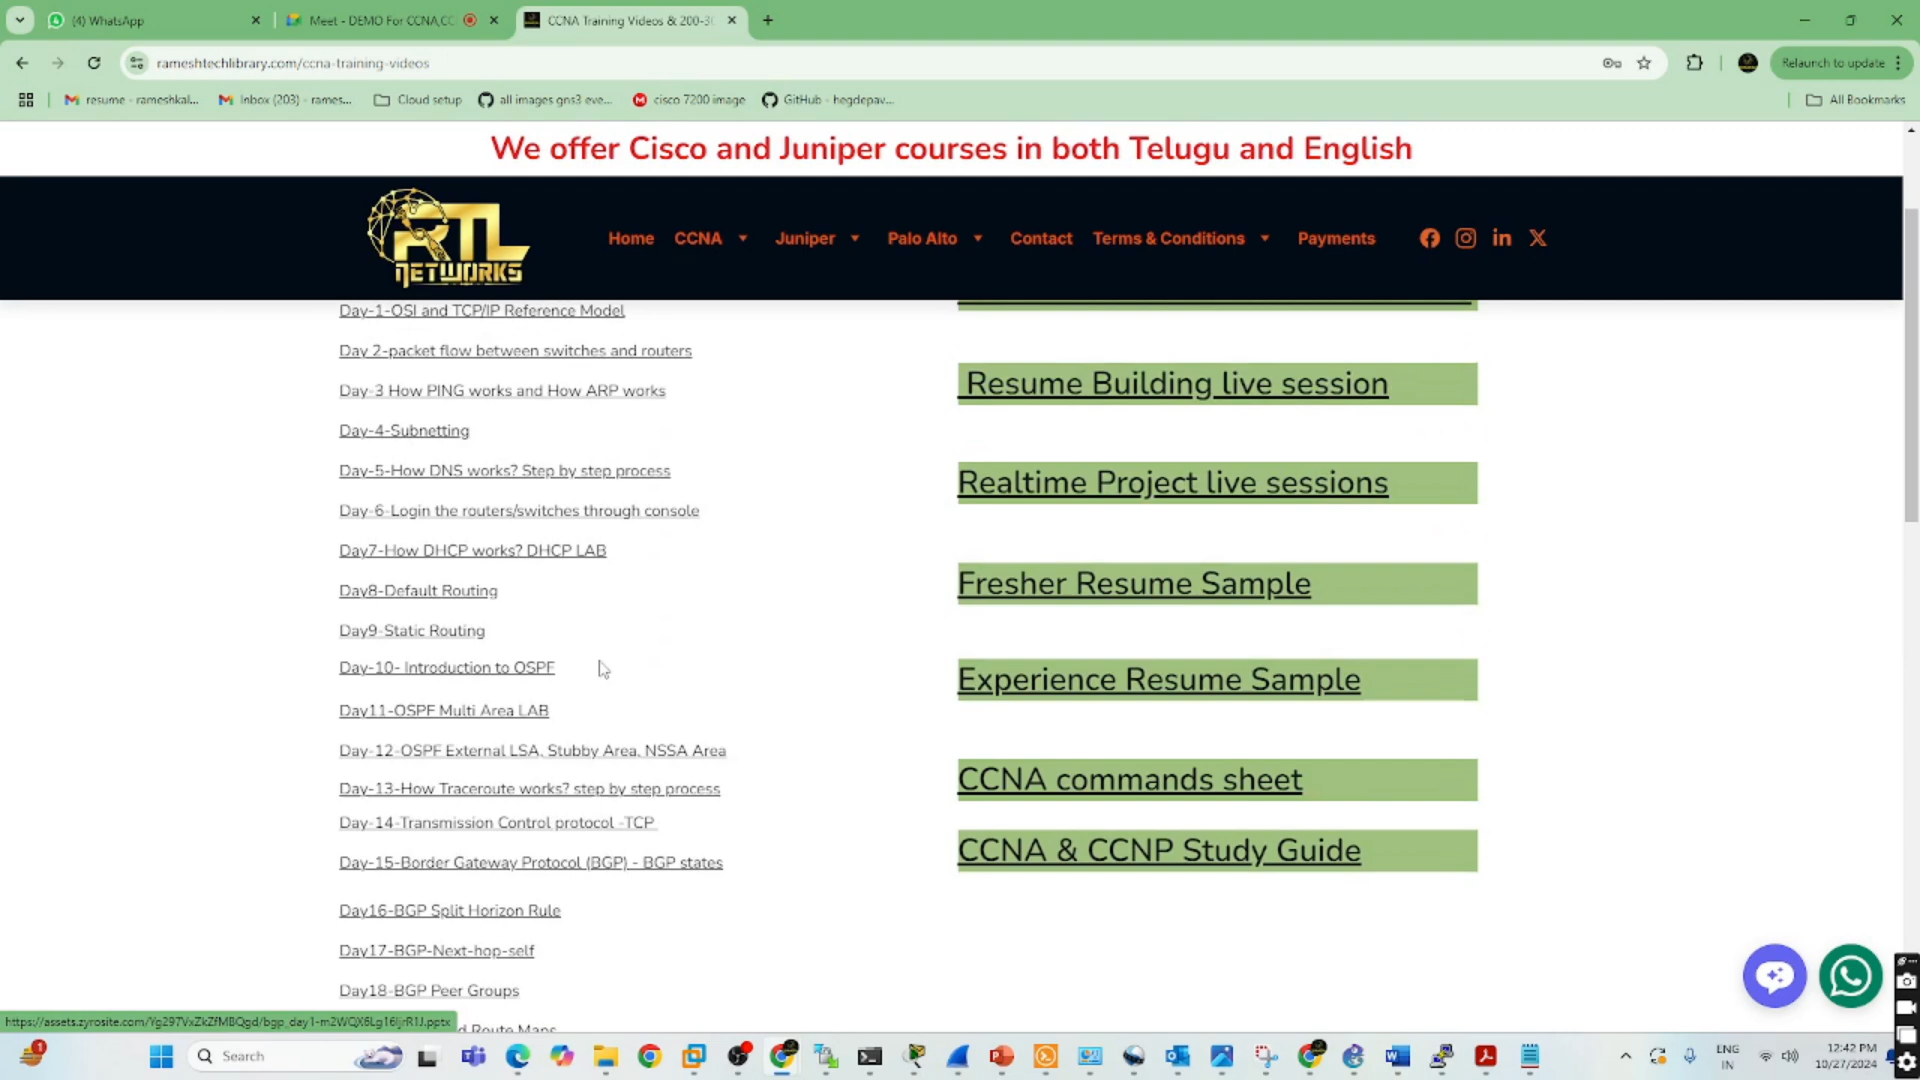 (4) WhatsApp
Meet - DEMO For CCNA,CC
CCNA Training Videos & 200-30
rameshtechlibrary.com/ccna-training-videos
Relaunch to update
resume - rameshkal...
Inbox (203) - rames...
Cloud setup
all images gns3 eve...
cisco 7200 image
GitHub - hegdepav...
All Bookmarks
We offer Cisco and Juniper courses in both Telugu and English
RTL
NETWORKS
Home
CCNA
Juniper
Palo Alto
Contact
Terms & Conditions
Payments
Day-1-OSI and TCP/IP Reference Model
Day 2-packet flow between switches and routers
Day-3 How PING works and How ARP works
Day-4-Subnetting
Day-5-How DNS works? Step by step process
Day-6-Login the routers/switches through console
Day7-How DHCP works? DHCP LAB
Day8-Default Routing
Day9-Static Routing
Day-10- Introduction to OSPF
Day11-OSPF Multi Area LAB
Day-12-OSPF External LSA, Stubby Area, NSSA Area
Day-13-How Traceroute works? step by step process
Day-14-Transmission Control protocol -TCP
Day-15-Border Gateway Protocol (BGP) - BGP states
Day16-BGP Split Horizon Rule
Day17-BGP-Next-hop-self
Day18-BGP Peer Groups
d Route Maps
Resume Building live session
Realtime Project live sessions
Fresher Resume Sample
Experience Resume Sample
CCNA commands sheet
CCNA & CCNP Study Guide
Search
ENG
IN
12:42 PM
10/27/2024